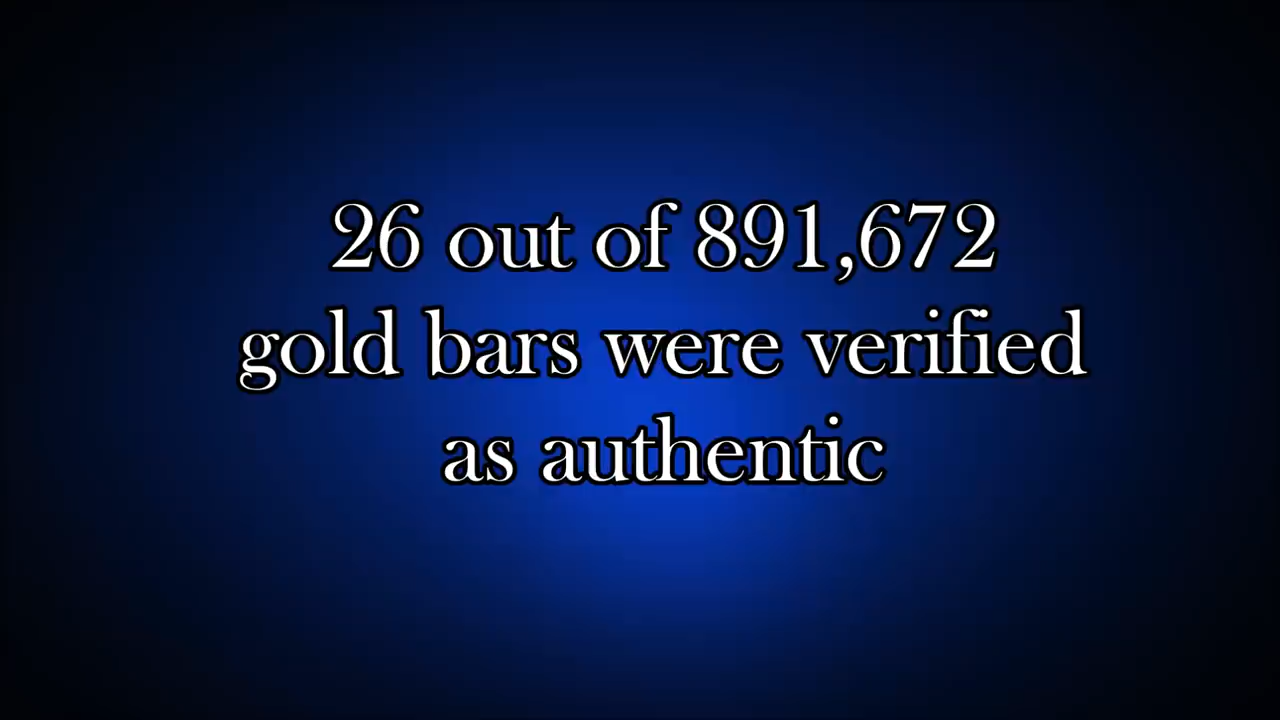 26 out of 891,672
gold bars were verified
as authentic